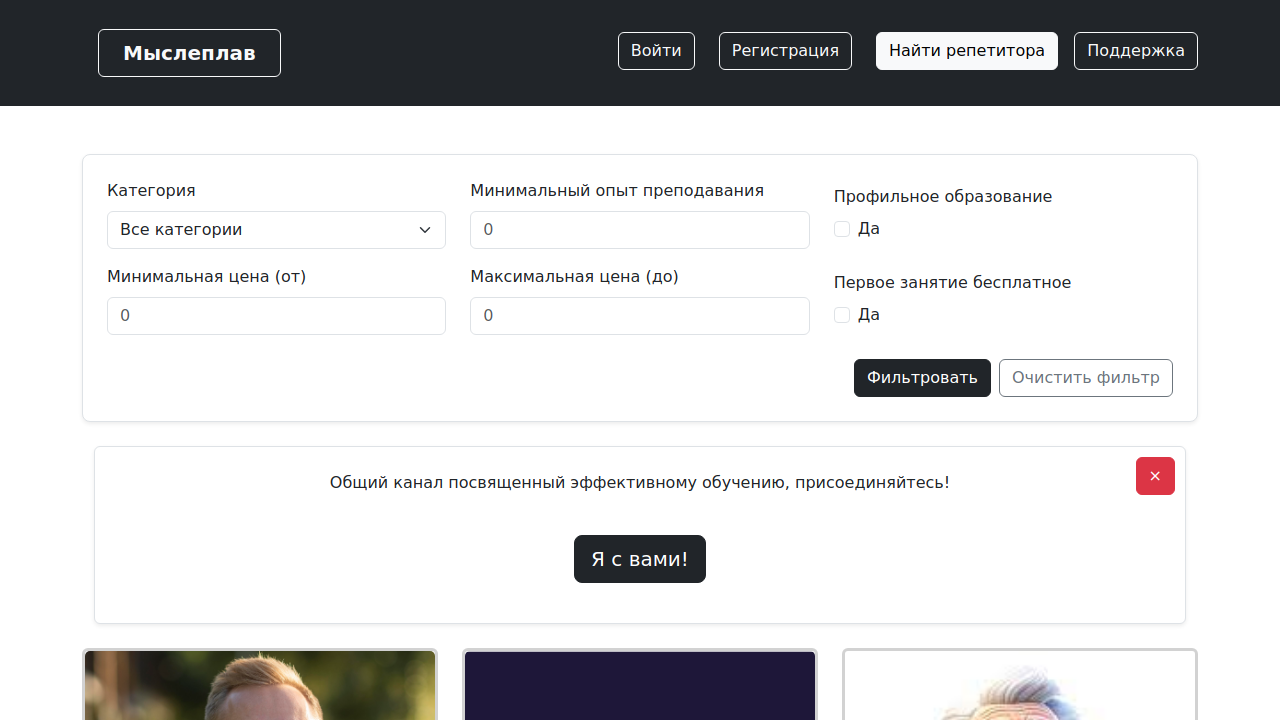 Мыслеплав
Войти
Регистрация
Найти репетитора
Поддержка
Категория
Все категории
Минимальный опыт преподавания
0
Профильное образование
Да
Минимальная цена (от)
0
Максимальная цена (до)
0
Первое занятие бесплатное
Да
Фильтровать
Очистить фильтр
Общий канал посвященный эффективному обучению, присоединяйтесь!
×
Я с вами!